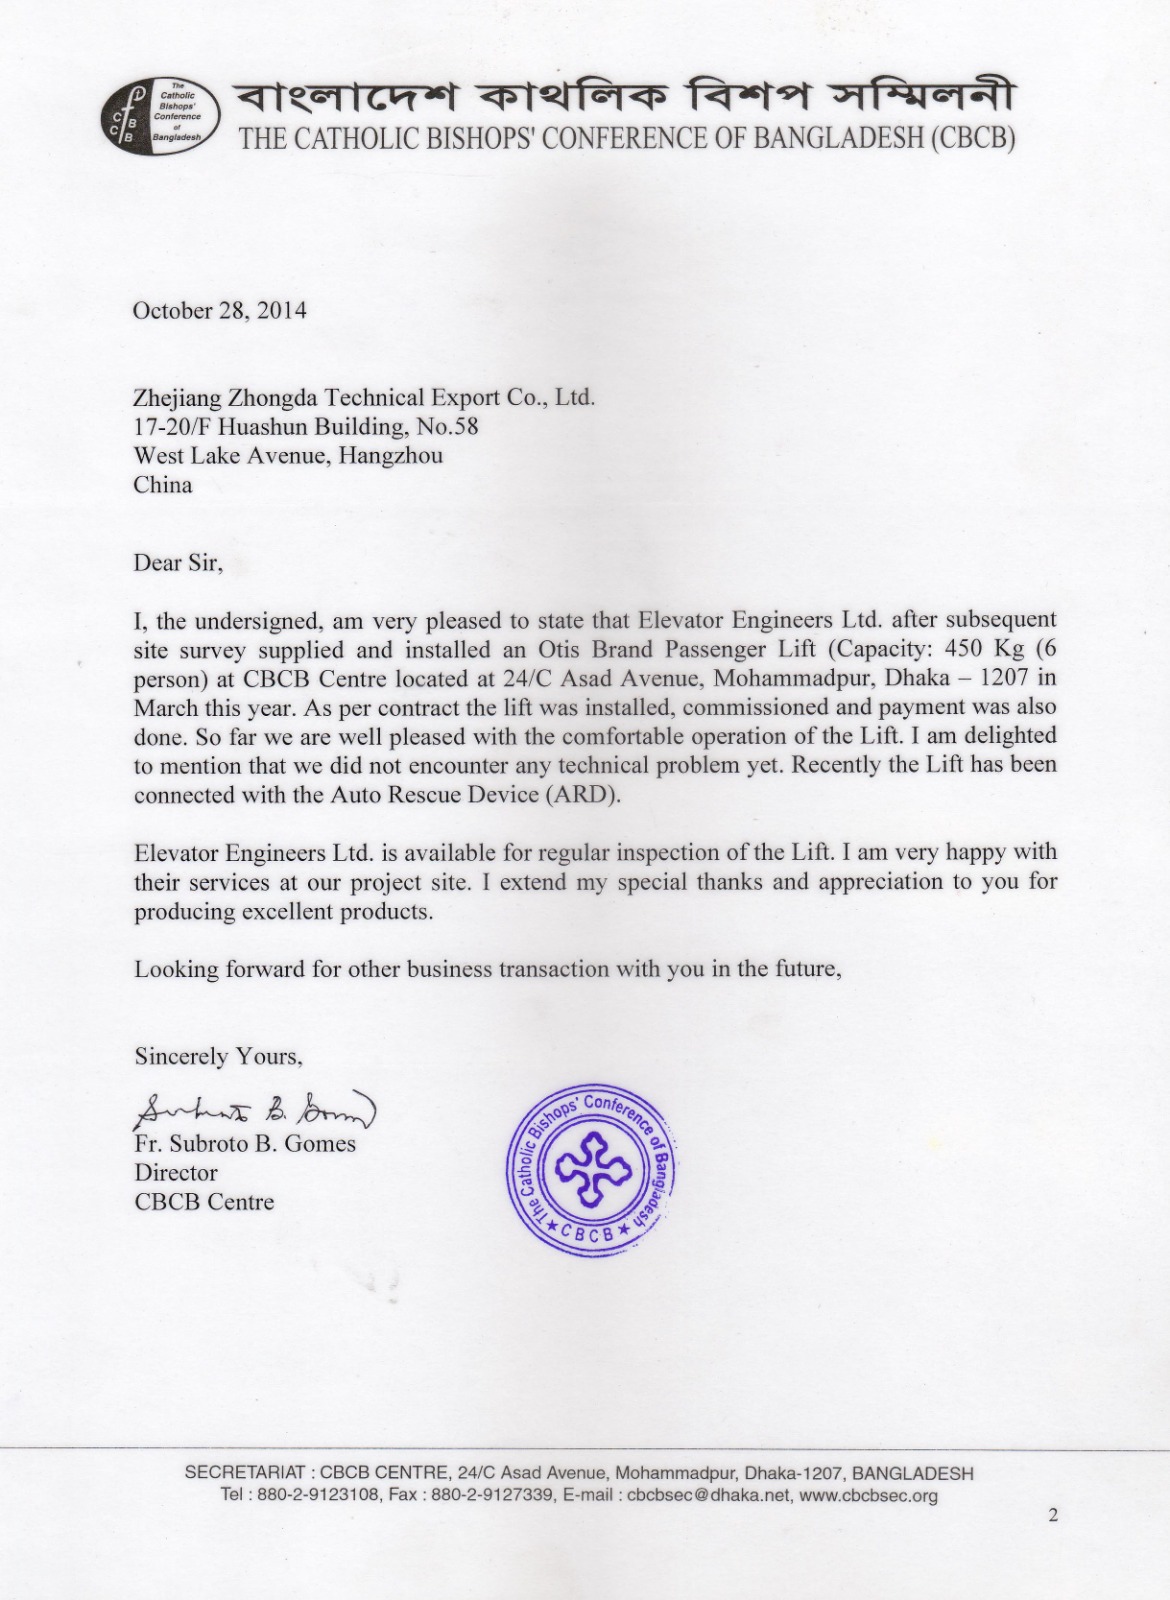 The
Catholic
Bishops'
Conference
of
Bangladesh
C B
C B
বাংলাদেশ কাথলিক বিশপ সম্মিলনী
THE CATHOLIC BISHOPS' CONFERENCE OF BANGLADESH (CBCB)
October 28, 2014
Zhejiang Zhongda Technical Export Co., Ltd.
17-20/F Huashun Building, No.58
West Lake Avenue, Hangzhou
China
Dear Sir,
I, the undersigned, am very pleased to state that Elevator Engineers Ltd. after subsequent
site survey supplied and installed an Otis Brand Passenger Lift (Capacity: 450 Kg (6
person) at CBCB Centre located at 24/C Asad Avenue, Mohammadpur, Dhaka – 1207 in
March this year. As per contract the lift was installed, commissioned and payment was also
done. So far we are well pleased with the comfortable operation of the Lift. I am delighted
to mention that we did not encounter any technical problem yet. Recently the Lift has been
connected with the Auto Rescue Device (ARD).
Elevator Engineers Ltd. is available for regular inspection of the Lift. I am very happy with
their services at our project site. I extend my special thanks and appreciation to you for
producing excellent products.
Looking forward for other business transaction with you in the future,
Sincerely Yours,
Subroto B. Gomes
Fr. Subroto B. Gomes
Director
CBCB Centre
The Catholic Bishops' Conference of Bangladesh
★ CBCB ★
SECRETARIAT : CBCB CENTRE, 24/C Asad Avenue, Mohammadpur, Dhaka-1207, BANGLADESH
Tel : 880-2-9123108, Fax : 880-2-9127339, E-mail : cbcbsec@dhaka.net, www.cbcbsec.org
2